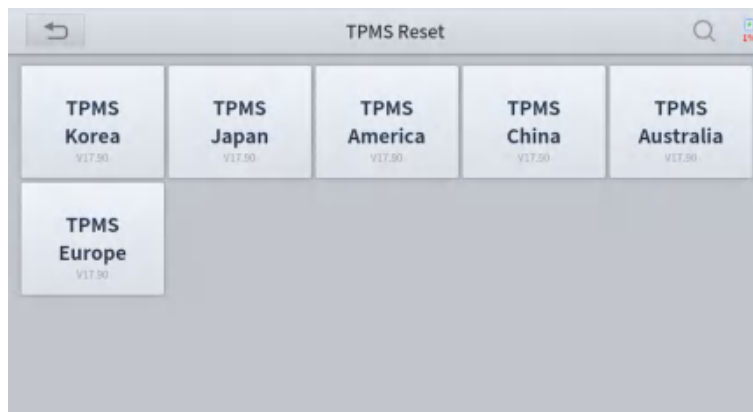 TPMS Reset
TPMS
Korea
V17.90
TPMS
Japan
V17.90
TPMS
America
V17.90
TPMS
China
V17.90
TPMS
Australia
V17.90
TPMS
Europe
V17.90